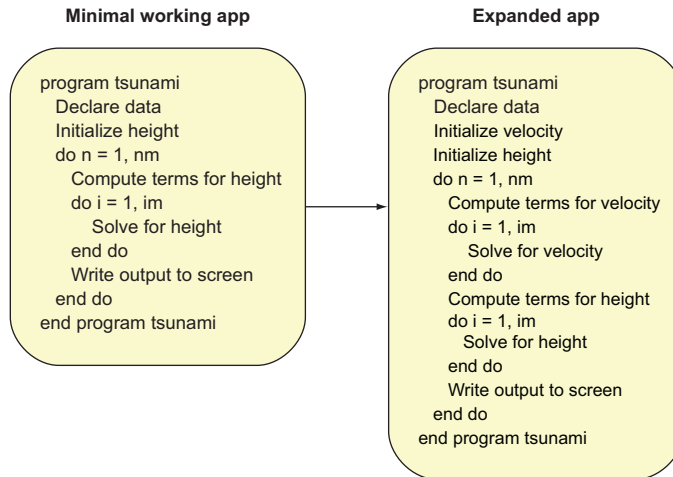 Minimal working app
program tsunami
Declare data
Initialize height
do n = 1, nm
Compute terms for height
do i = 1, im
Solve for height
end do
Write output to screen
end do
end program tsunami
Expanded app
program tsunami
Declare data
Initialize velocity
Initialize height
do n = 1, nm
Compute terms for velocity
do i = 1, im
Solve for velocity
end do
Compute terms for height
do i = 1, im
Solve for height
end do
Write output to screen
end do
end program tsunami